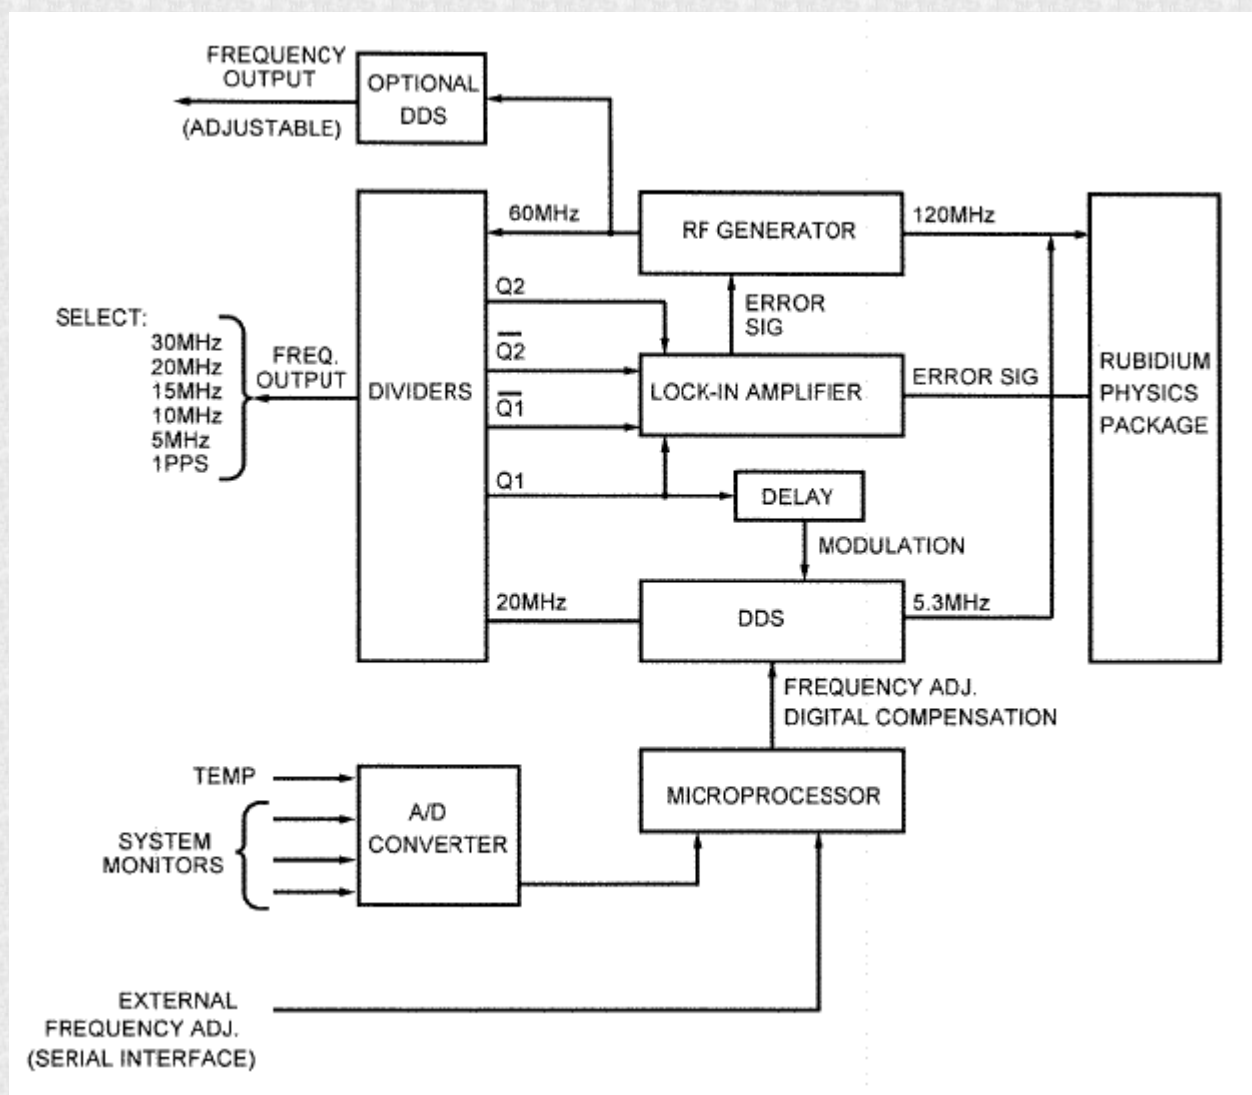 FREQUENCY
OUTPUT
(ADJUSTABLE)
OPTIONAL
DDS
60MHz
RF GENERATOR
120MHz
Q2
ERROR
SIG
SELECT:
30MHz
20MHz
15MHz
10MHz
5MHz
1PPS
FREQ.
OUTPUT
DIVIDERS
Q̅2̅
Q̅1̅
LOCK-IN AMPLIFIER
ERROR SIG
RUBIDIUM
PHYSICS
PACKAGE
Q1
DELAY
MODULATION
20MHz
DDS
5.3MHz
FREQUENCY ADJ.
DIGITAL COMPENSATION
TEMP
SYSTEM
MONITORS
A/D
CONVERTER
MICROPROCESSOR
EXTERNAL
FREQUENCY ADJ.
(SERIAL INTERFACE)